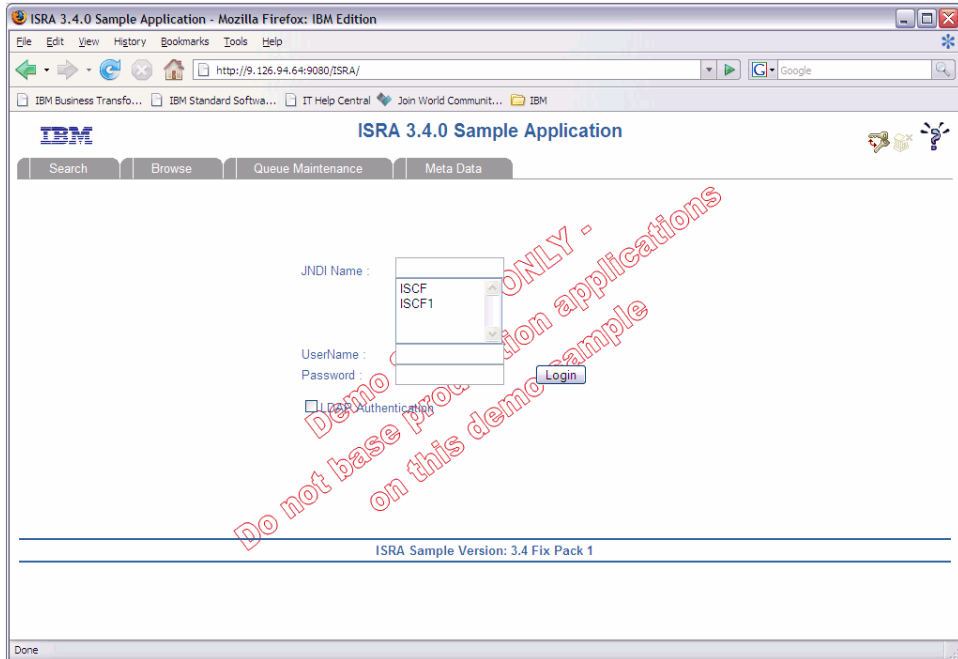 ISRA 3.4.0 Sample Application - Mozilla Firefox: IBM Edition
File Edit View History Bookmarks Tools Help
http://9.126.94.64:9080/ISRA/
G Google
IBM Business Transfo... IBM Standard Softwa... IT Help Central Join World Communit... IBM
IBM
ISRA 3.4.0 Sample Application
Search Browse Queue Maintenance Meta Data
JNDI Name :
ISCF
ISCF1
UserName :
Password :
Login
LDAP Authentication
Demo ONLY -
Do not base production applications
on this demo sample
ISRA Sample Version: 3.4 Fix Pack 1
Done